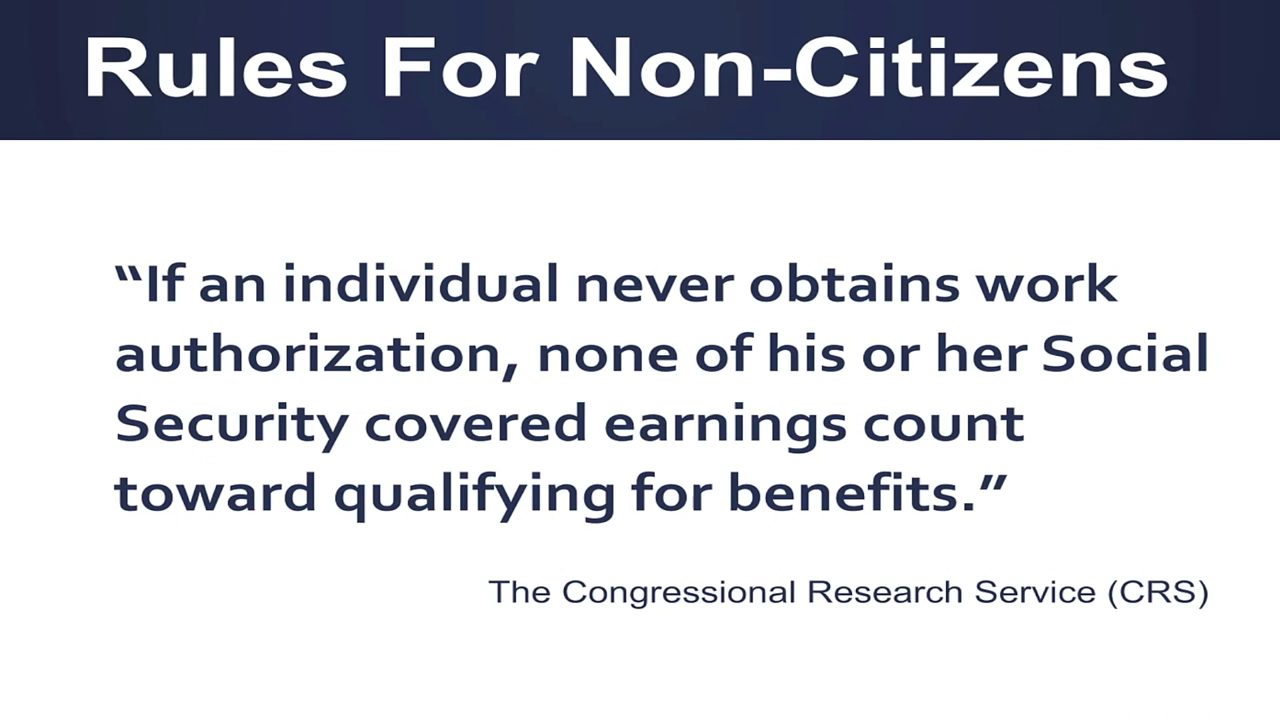 Rules For Non-Citizens
“If an individual never obtains work
authorization, none of his or her Social
Security covered earnings count
toward qualifying for benefits.”
The Congressional Research Service (CRS)